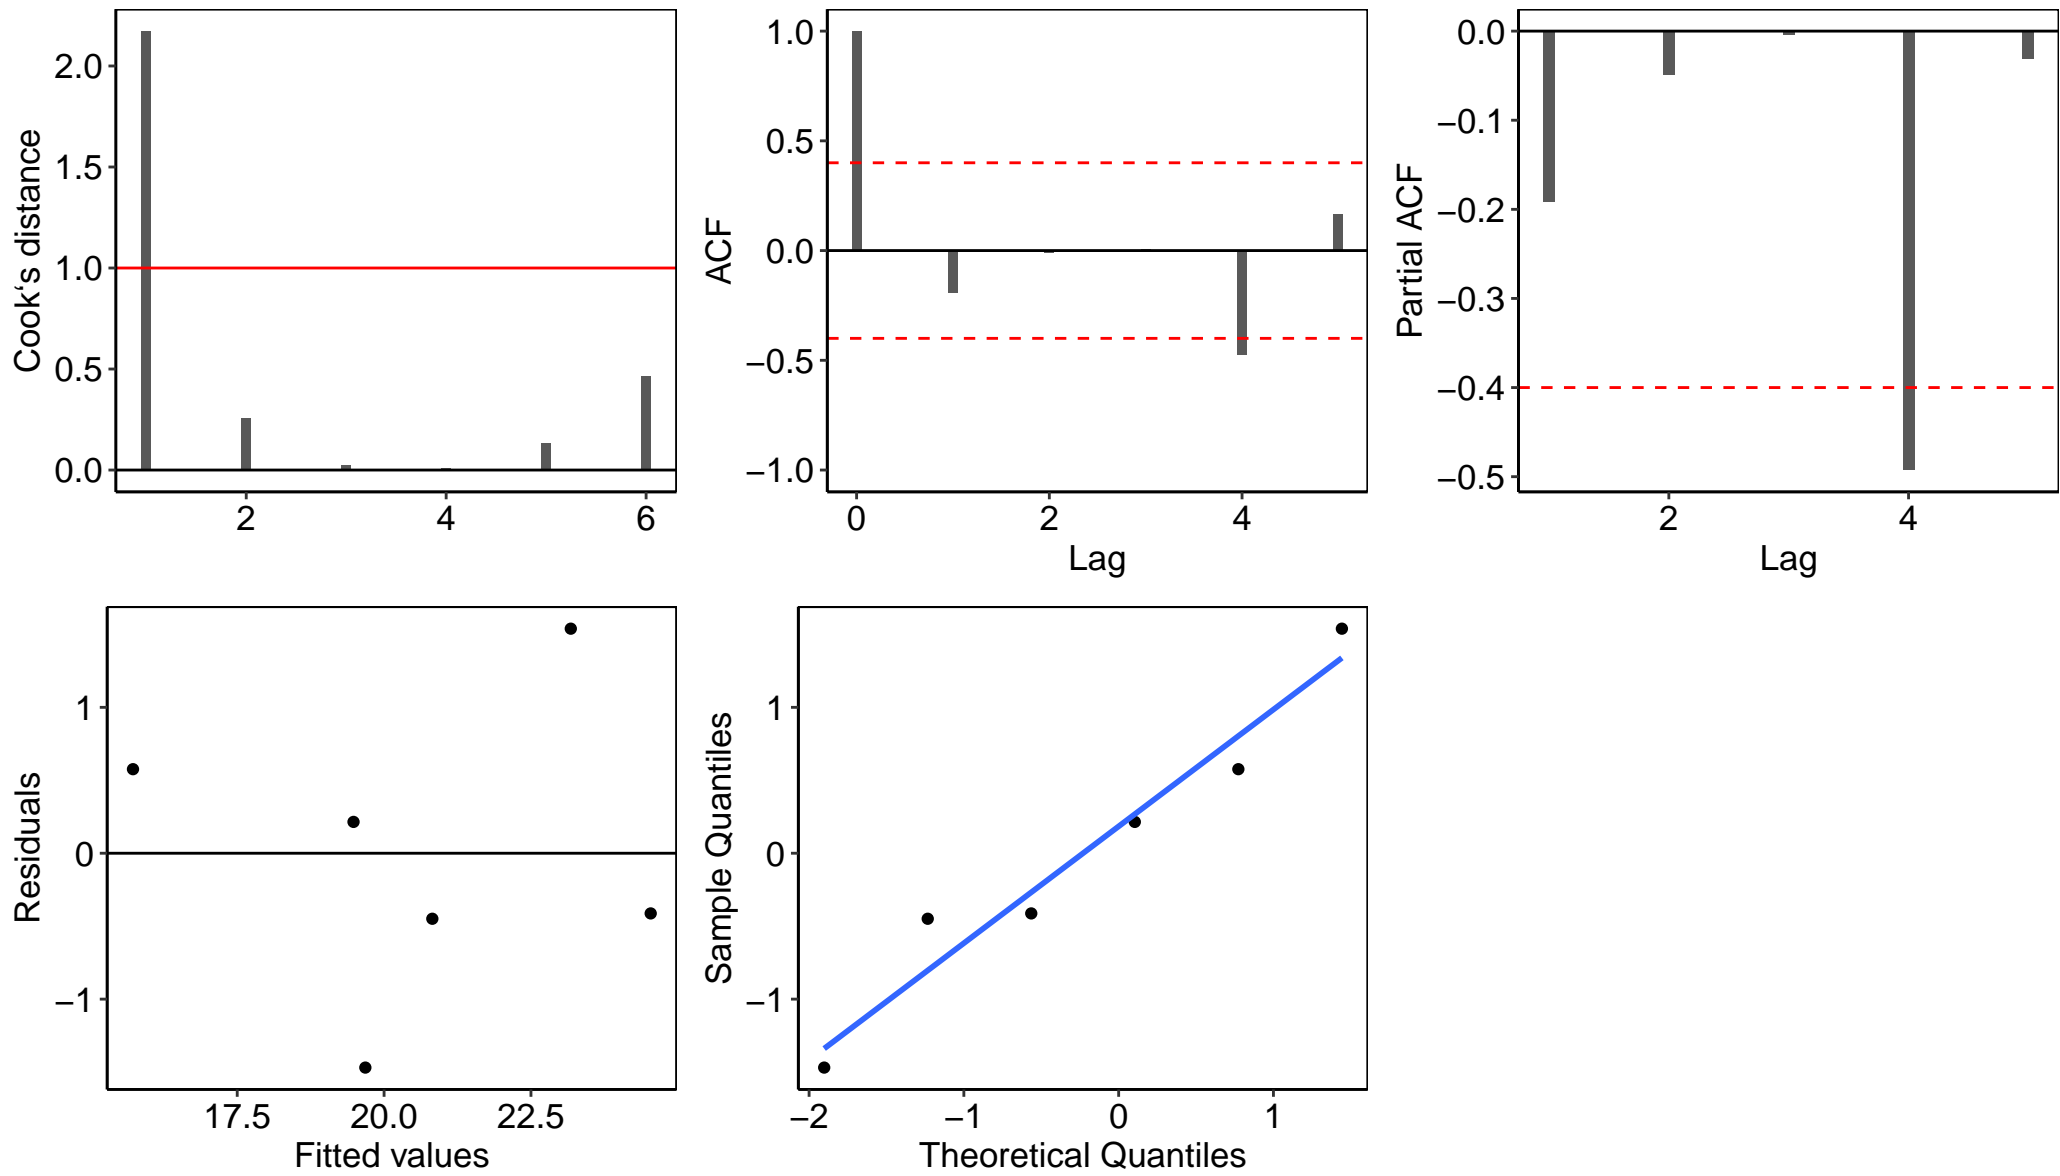 Cook‘s distance
2.0
1.5
1.0
0.5
0.0
2 4 6
ACF
1.0
0.5
0.0
−0.5
−1.0
0 2 4
Lag
Partial ACF
0.0
−0.1
−0.2
−0.3
−0.4
−0.5
2 4
Lag
Residuals
1
0
−1
17.5 20.0 22.5
Fitted values
Sample Quantiles
1
0
−1
−2 −1 0 1
Theoretical Quantiles